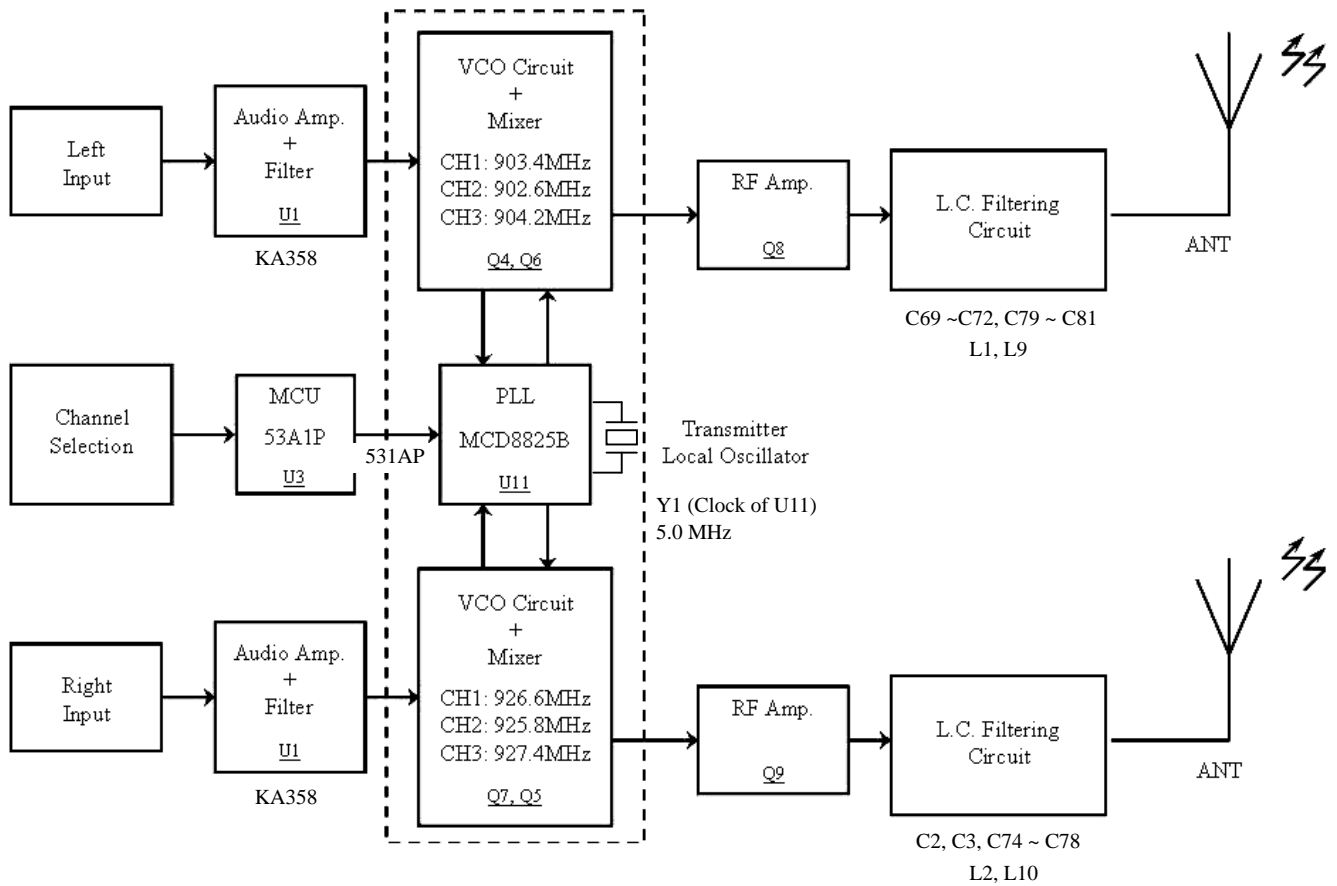 Left
Input
Audio Amp.
+
Filter
U1
KA358
VCO Circuit
+
Mixer
CH1: 903.4MHz
CH2: 902.6MHz
CH3: 904.2MHz
Q4, Q6
RF Amp.
Q8
L.C. Filtering
Circuit
C69 ~C72, C79 ~ C81
L1, L9
ANT
Channel
Selection
MCU
53A1P
U3
531AP
PLL
MCD8825B
U11
Transmitter
Local Oscillator
Y1 (Clock of U11)
5.0 MHz
Right
Input
Audio Amp.
+
Filter
U1
KA358
VCO Circuit
+
Mixer
CH1: 926.6MHz
CH2: 925.8MHz
CH3: 927.4MHz
Q7, Q5
RF Amp.
Q9
L.C. Filtering
Circuit
C2, C3, C74 ~ C78
L2, L10
ANT